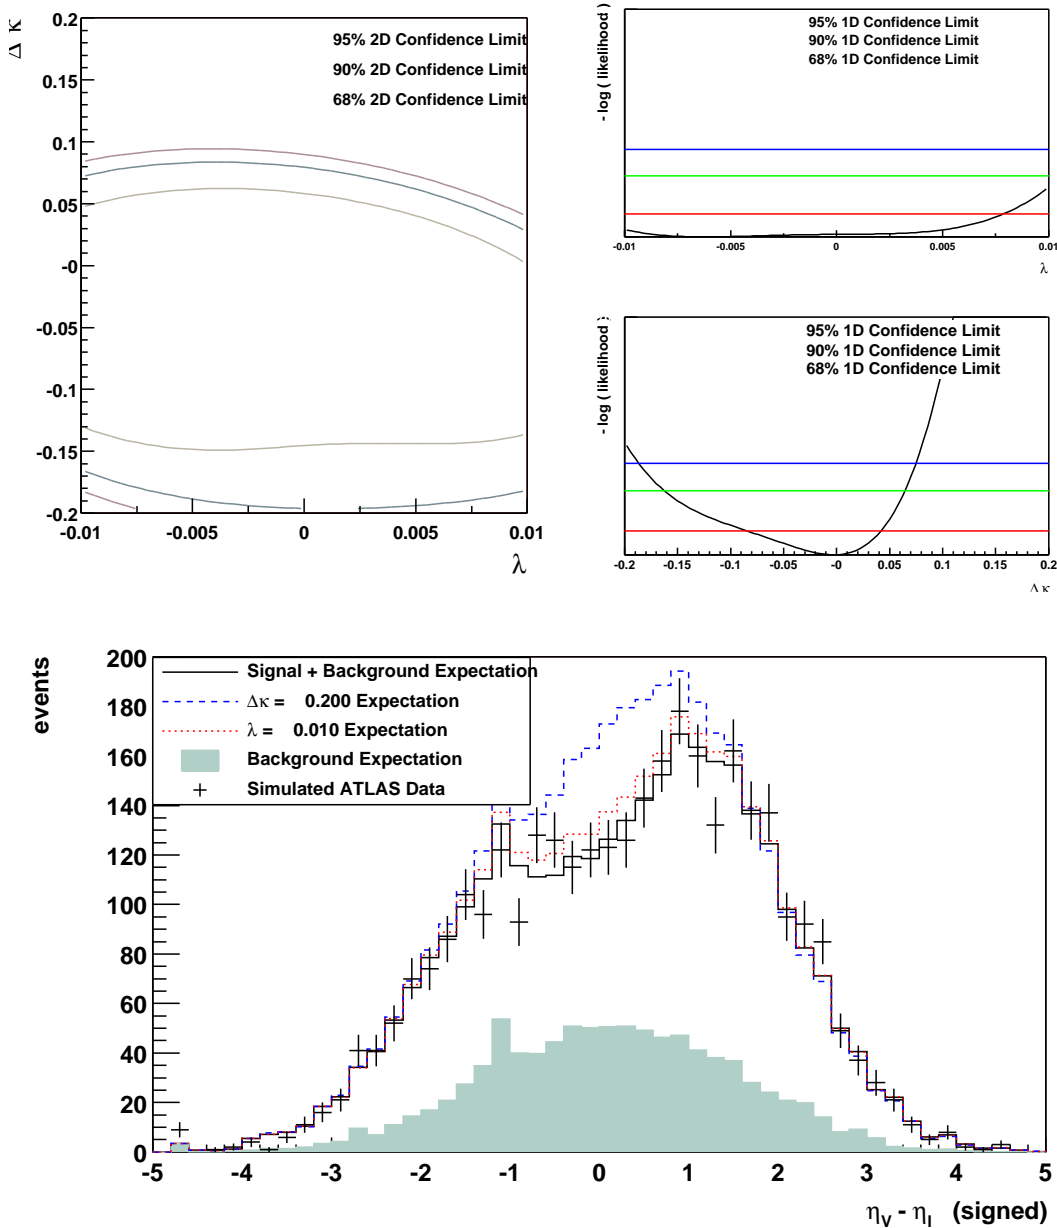 Δ κ
0.2
0.15
0.1
0.05
-0
-0.05
-0.1
-0.15
-0.2
95% 2D Confidence Limit
90% 2D Confidence Limit
68% 2D Confidence Limit
-0.01 -0.005 0 0.005 0.01
λ
- log ( likelihood )
95% 1D Confidence Limit
90% 1D Confidence Limit
68% 1D Confidence Limit
-0.01 -0.005 0 0.005 0.01
λ
- log ( likelihood )
95% 1D Confidence Limit
90% 1D Confidence Limit
68% 1D Confidence Limit
-0.2 -0.15 -0.1 -0.05 -0 0.05 0.1 0.15 0.2
Δ κ
events
200
180
160
140
120
100
80
60
40
20
0
Signal + Background Expectation
Δκ = 0.200 Expectation
λ = 0.010 Expectation
Background Expectation
Simulated ATLAS Data
-5 -4 -3 -2 -1 0 1 2 3 4 5
η_V - η_l (signed)